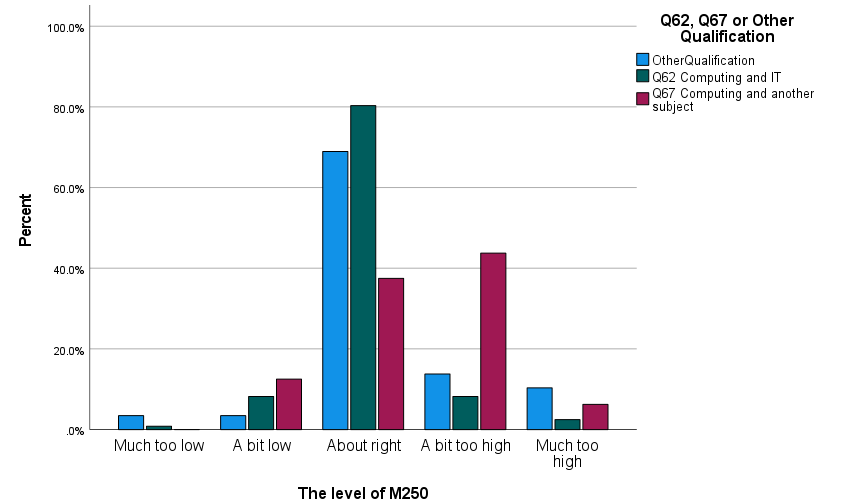 Q62, Q67 or Other
Qualification
OtherQualification
Q62 Computing and IT
Q67 Computing and another
subject
100.0%
80.0%
60.0%
40.0%
20.0%
.0%
Percent
Much too low
A bit low
About right
A bit too high
Much too
high
The level of M250